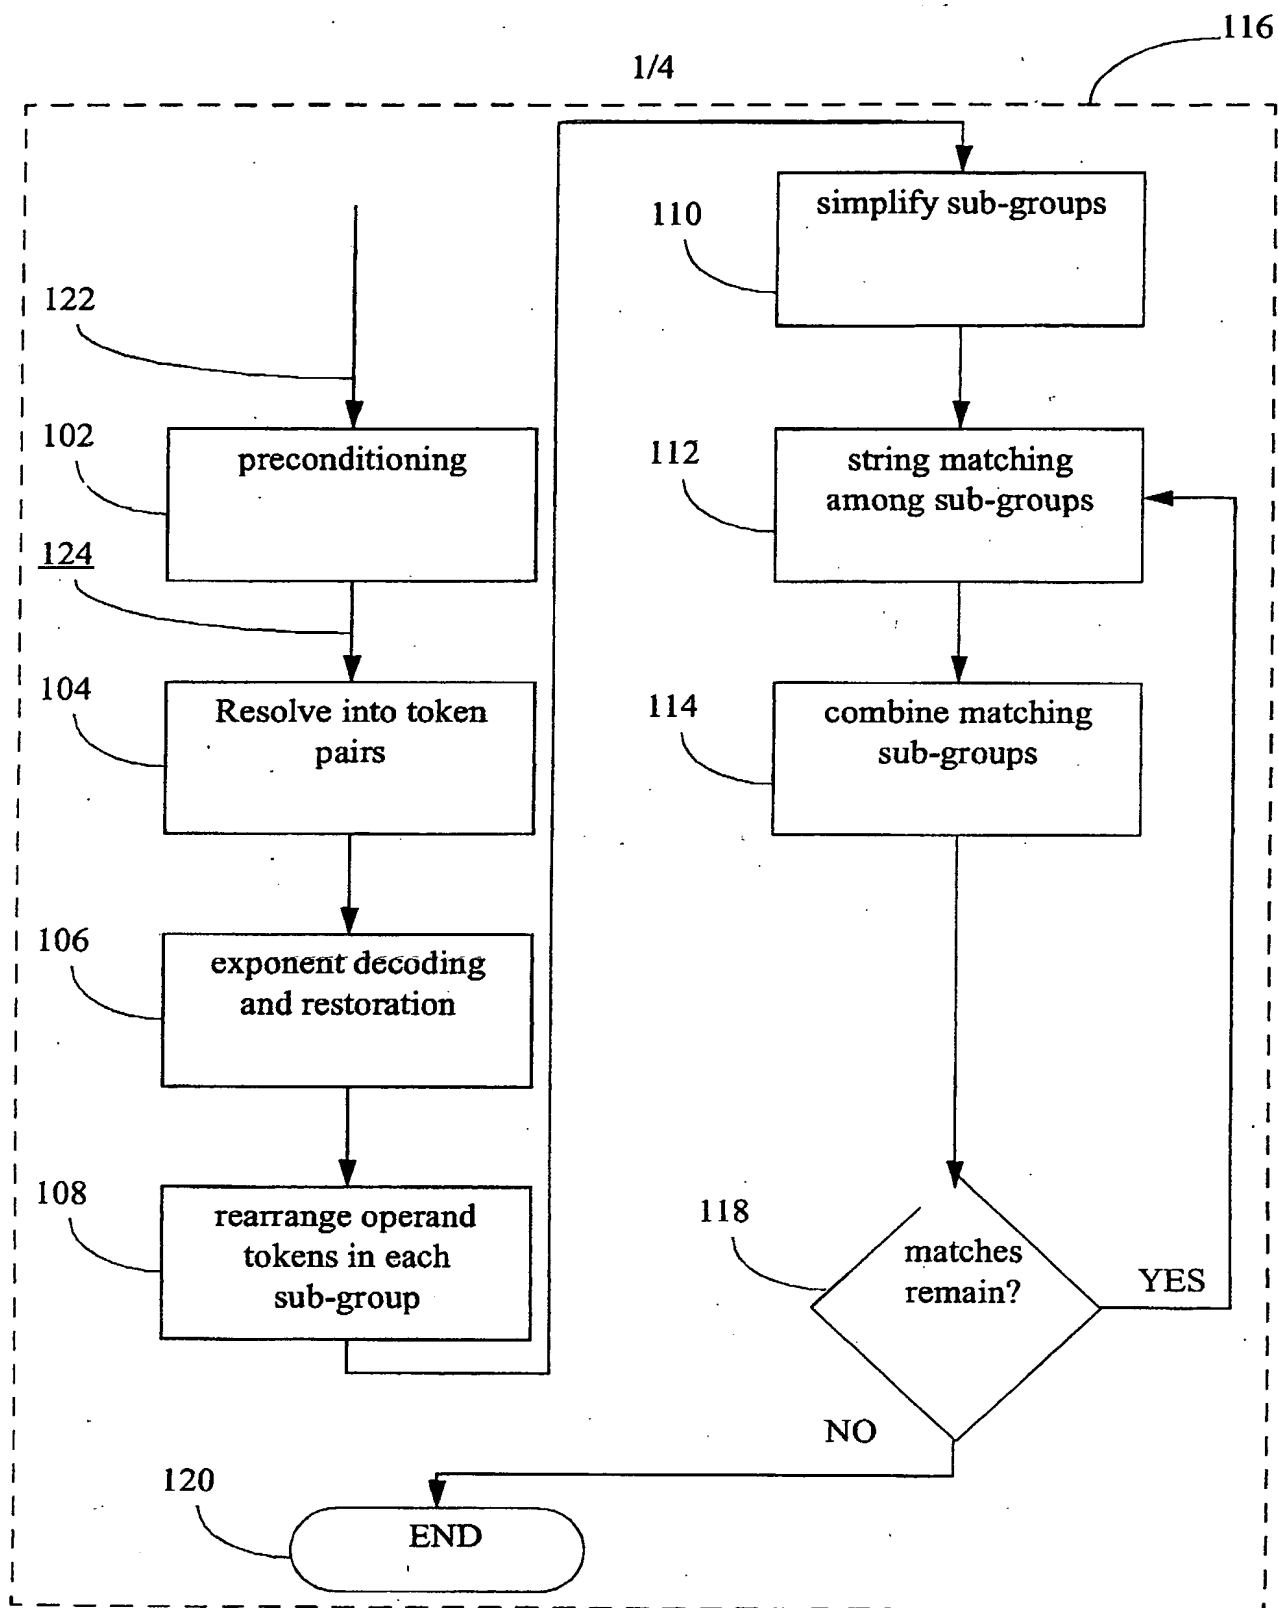 116
1/4
122
102
preconditioning
124
104
Resolve into token
pairs
106
exponent decoding
and restoration
108
rearrange operand
tokens in each
sub-group
110
simplify sub-groups
112
string matching
among sub-groups
114
combine matching
sub-groups
118
matches
remain?
YES
NO
120
END